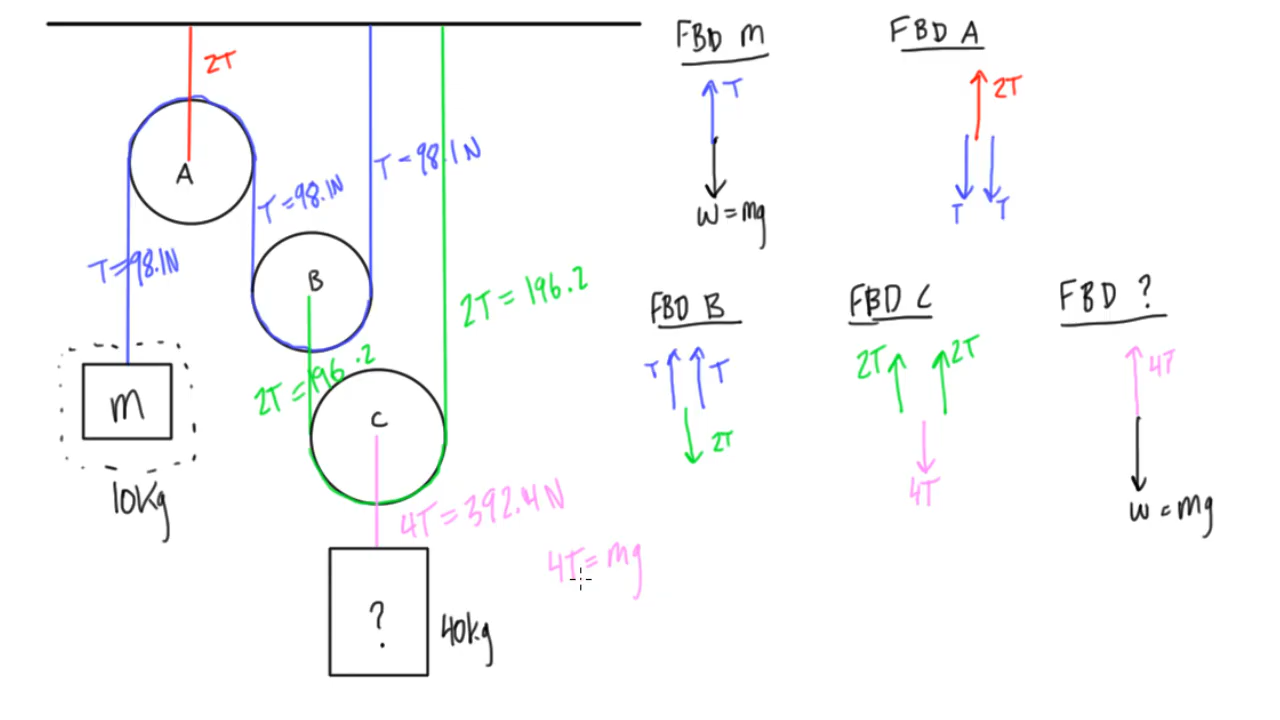 2T
A
T=98.1N
T=98.1N
T=98.1N
B
2T=196.2
2T=196.2
m
10Kg
C
4T=392.4N
4T=mg
?
40kg
FBD m
T
W=mg
FBD A
2T
T T
FBD B
T T
2T
FBD C
2T 2T
4T
FBD ?
4T
W=mg